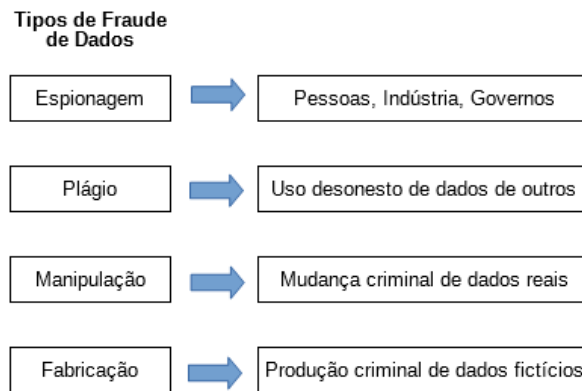 Tipos de Fraude
de Dados
Espionagem
Pessoas, Indústria, Governos
Plágio
Uso desonesto de dados de outros
Manipulação
Mudança criminal de dados reais
Fabricação
Produção criminal de dados fictícios